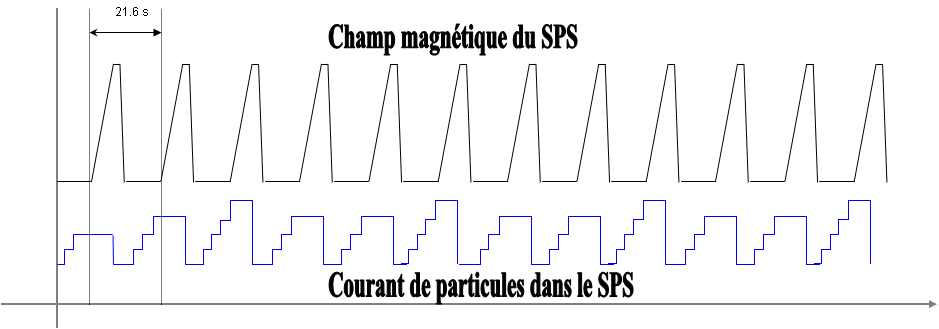 21.6 s
Champ magnétique du SPS
Courant de particules dans le SPS